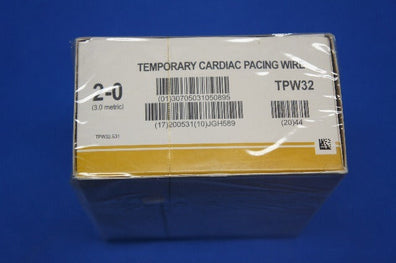 TEMPORARY CARDIAC PACING WIRE
2-0
(3.0 metric)
(01)30705031050895
TPW32
(17)200531(10)JGH589
(20)44
TPW32.S31